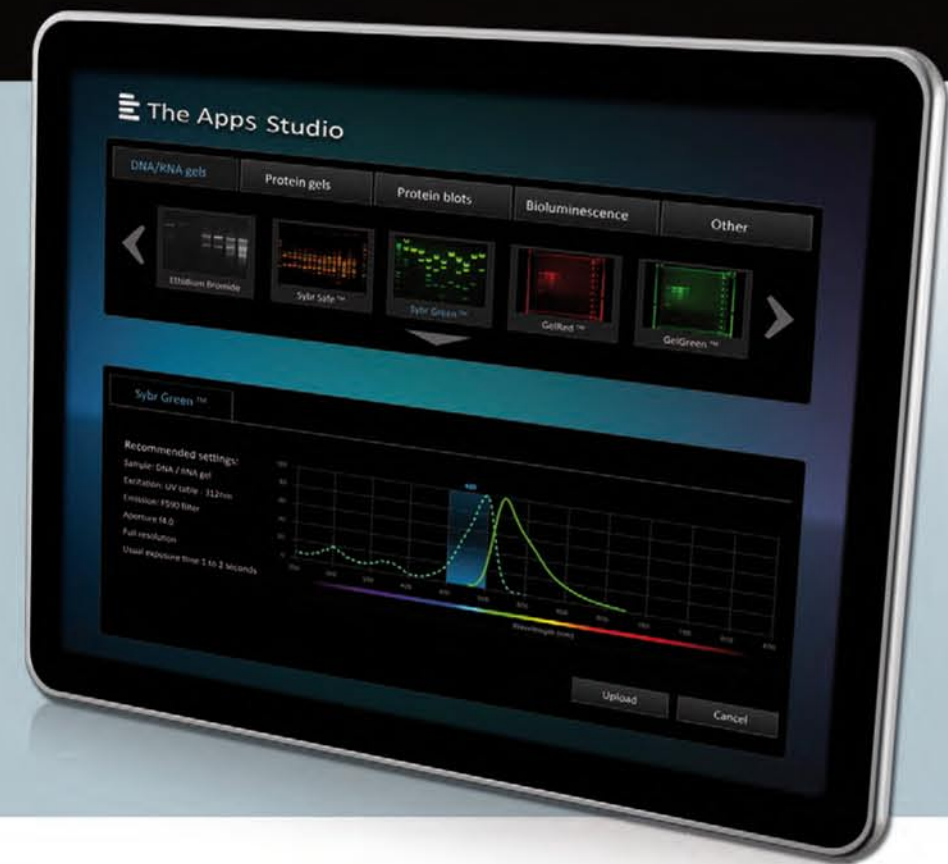 The Apps Studio
DNA/RNA gels
Protein gels
Protein blots
Bioluminescence
Other
Ethidium Bromide
Sybr Safe ™
Sybr Green ™
GelRed ™
GelGreen ™
Sybr Green ™
Recommended settings:
Sample: DNA / RNA gel
Excitation: UV table - 312nm
Emission: F590 filter
Aperture f4.0
Full resolution
Usual exposure time 1 to 2 seconds
Wavelength (nm)
Upload
Cancel